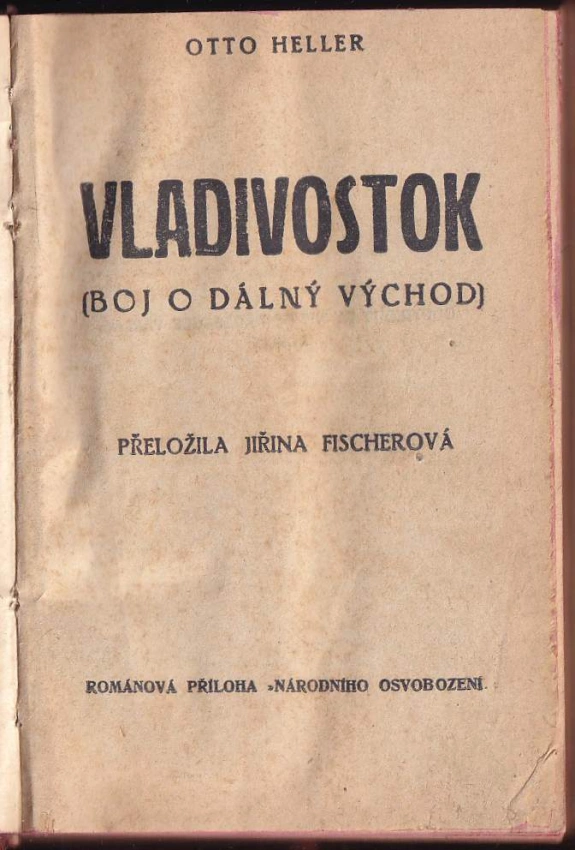 OTTO HELLER
VLADIVOSTOK
(BOJ O DÁLNÝ VÝCHOD)
PŘELOŽILA JIŘINA FISCHEROVÁ
ROMÁNOVÁ PŘÍLOHA »NÁRODNÍHO OSVOBOZENÍ